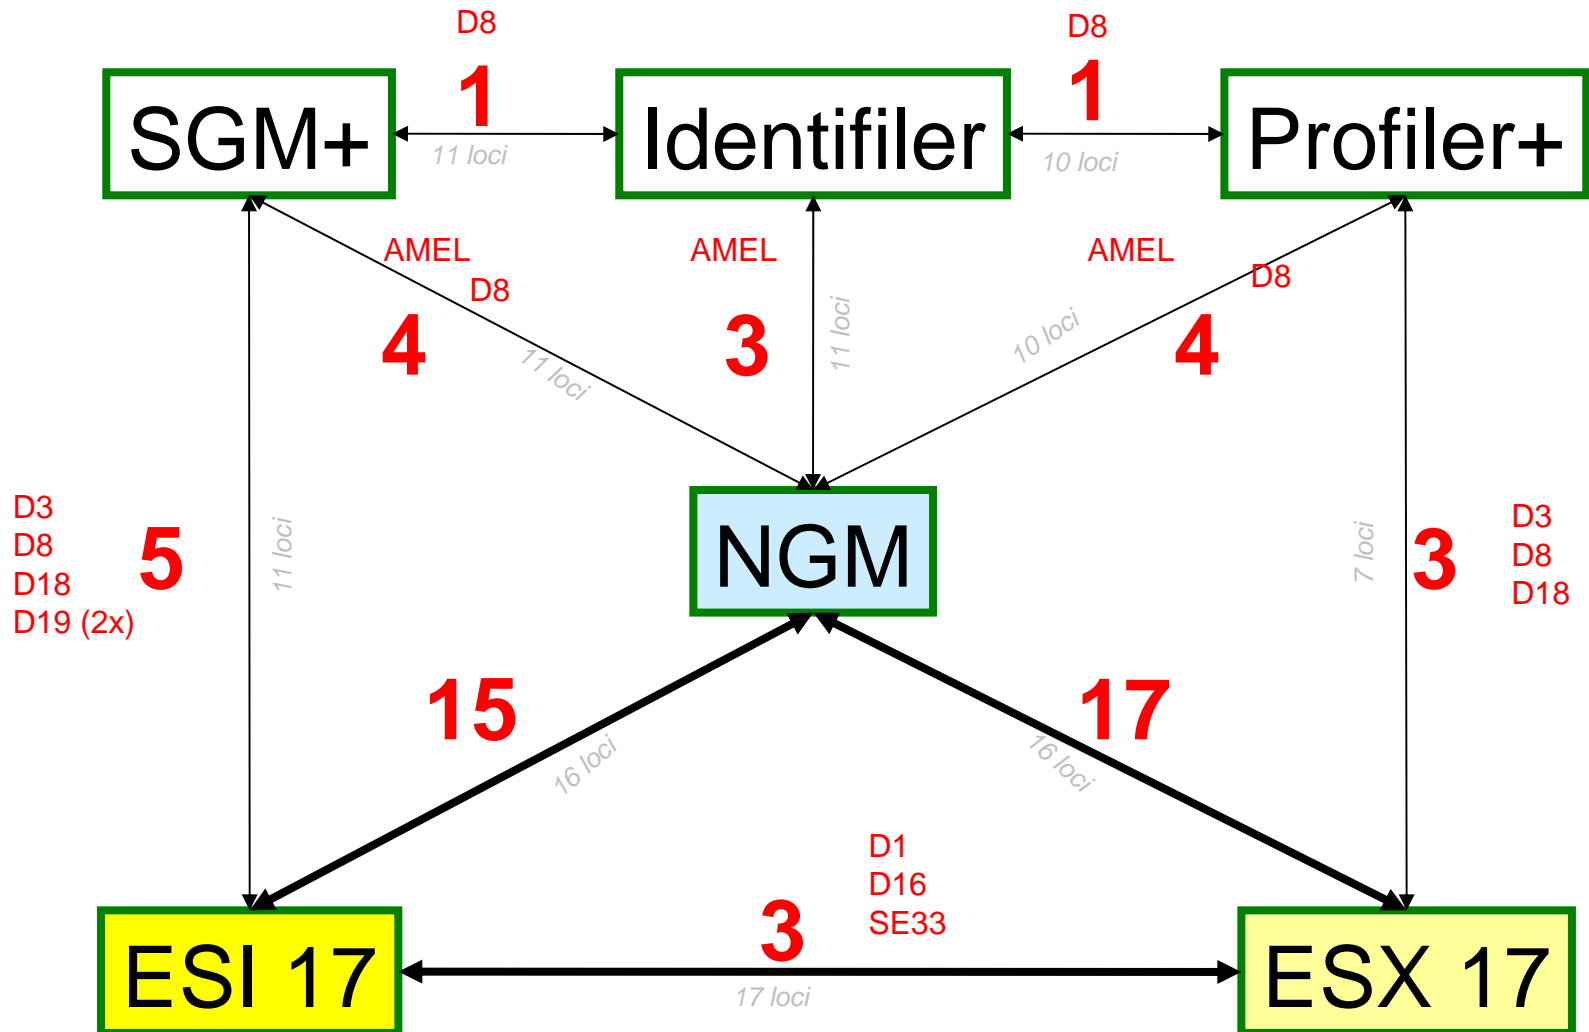 D8
D8
1
1
SGM+
Identifiler
Profiler+
11 loci
10 loci
AMEL
D8
AMEL
AMEL
D8
4
3
4
11 loci
11 loci
10 loci
D3
D8
D18
D19 (2x)
5
11 loci
NGM
7 loci
3
D3
D8
D18
15
17
16 loci
16 loci
D1
D16
SE33
3
ESI 17
ESX 17
17 loci